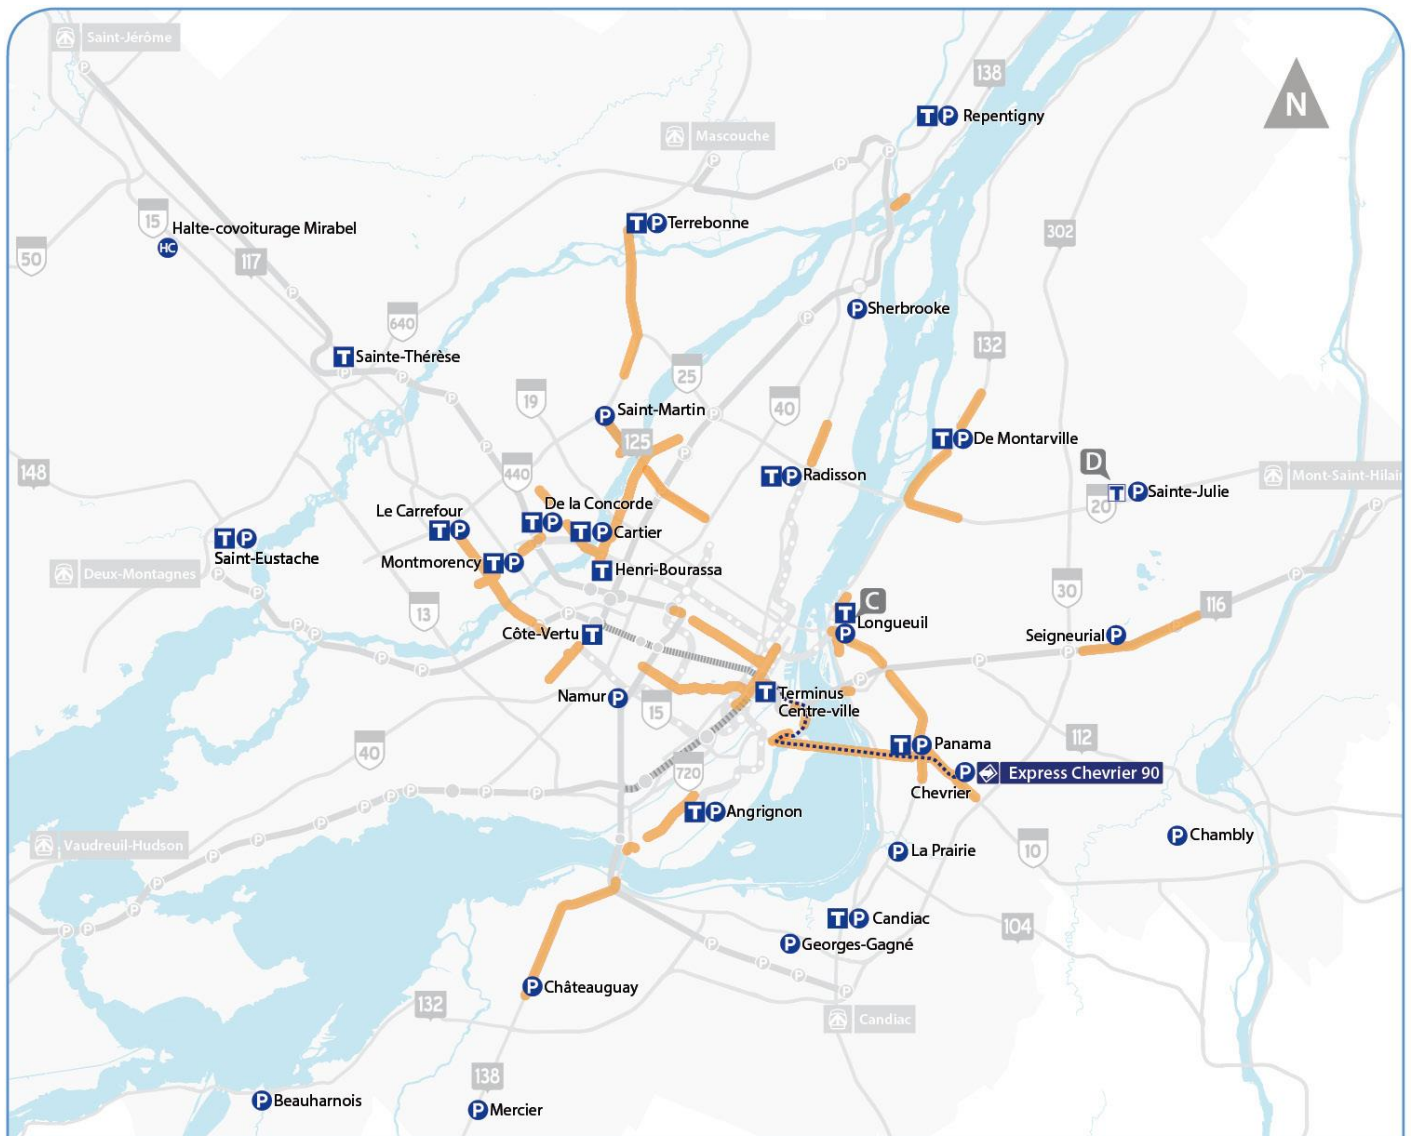 Saint-Jérôme
138
N
T P Repentigny
Mascouche
15
Halte-covoiturage Mirabel
HC
T P Terrebonne
302
50
117
P Sherbrooke
640
132
T Sainte-Thérèse
25
19
40
P Saint-Martin
125
T P De Montarville
D
148
440
T P Radisson
Mont-Saint-Hilai
T P Sainte-Julie
20
De la Concorde
Le Carrefour
T P
T P
T P Cartier
T P
Saint-Eustache
Montmorency T P
T Henri-Bourassa
Deux-Montagnes
30
13
C
116
T
Longueuil
P
Côte-Vertu T
Seigneurial P
Namur P
T Terminus
Centre-ville
15
40
112
T P Panama
720
P Express Chevrier 90
Chevrier
T P Angrignon
Vaudreuil-Hudson
P La Prairie
10
P Chambly
T P Candiac
104
P Georges-Gagné
P Châteauguay
132
Candiac
138
P Beauharnois
P Mercier